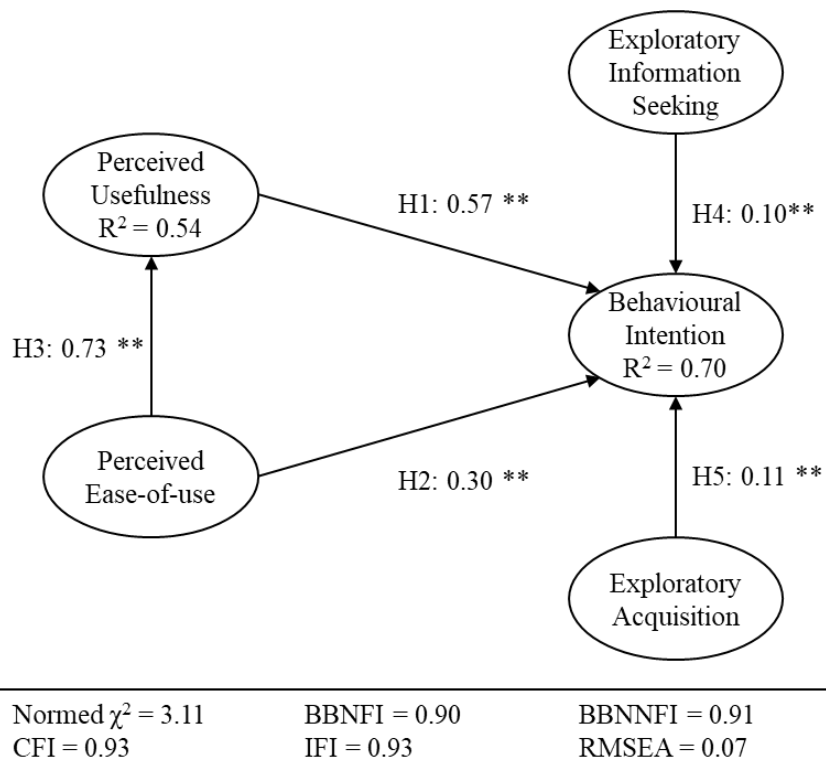 Exploratory
Information
Seeking
Perceived
Usefulness
R² = 0.54
H1: 0.57 **
H4: 0.10**
Behavioural
Intention
R² = 0.70
H3: 0.73 **
Perceived
Ease-of-use
H2: 0.30 **
H5: 0.11 **
Exploratory
Acquisition
Normed χ² = 3.11 BBNFI = 0.90 BBNNFI = 0.91
CFI = 0.93 IFI = 0.93 RMSEA = 0.07